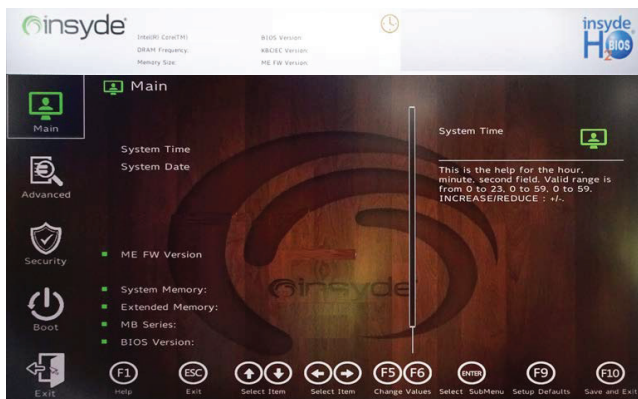 insyde
Intel(R) Core(TM)
DRAM Frequency:
Memory Size:
BIOS Version:
KBC/EC Version:
ME FW Version:
insyde
H2O BIOS
Main
System Time
System Date
ME FW Version
System Memory:
Extended Memory:
MB Series:
BIOS Version:
insyde
Main
Advanced
Security
Boot
Exit
System Time
This is the help for the hour,
minute, second field. Valid range is
from 0 to 23, 0 to 59, 0 to 59.
INCREASE/REDUCE : +/-.
F1 Help
ESC Exit
Select Item
Select Item
F5 F6 Change Values
ENTER Select SubMenu
F9 Setup Defaults
F10 Save and Exit